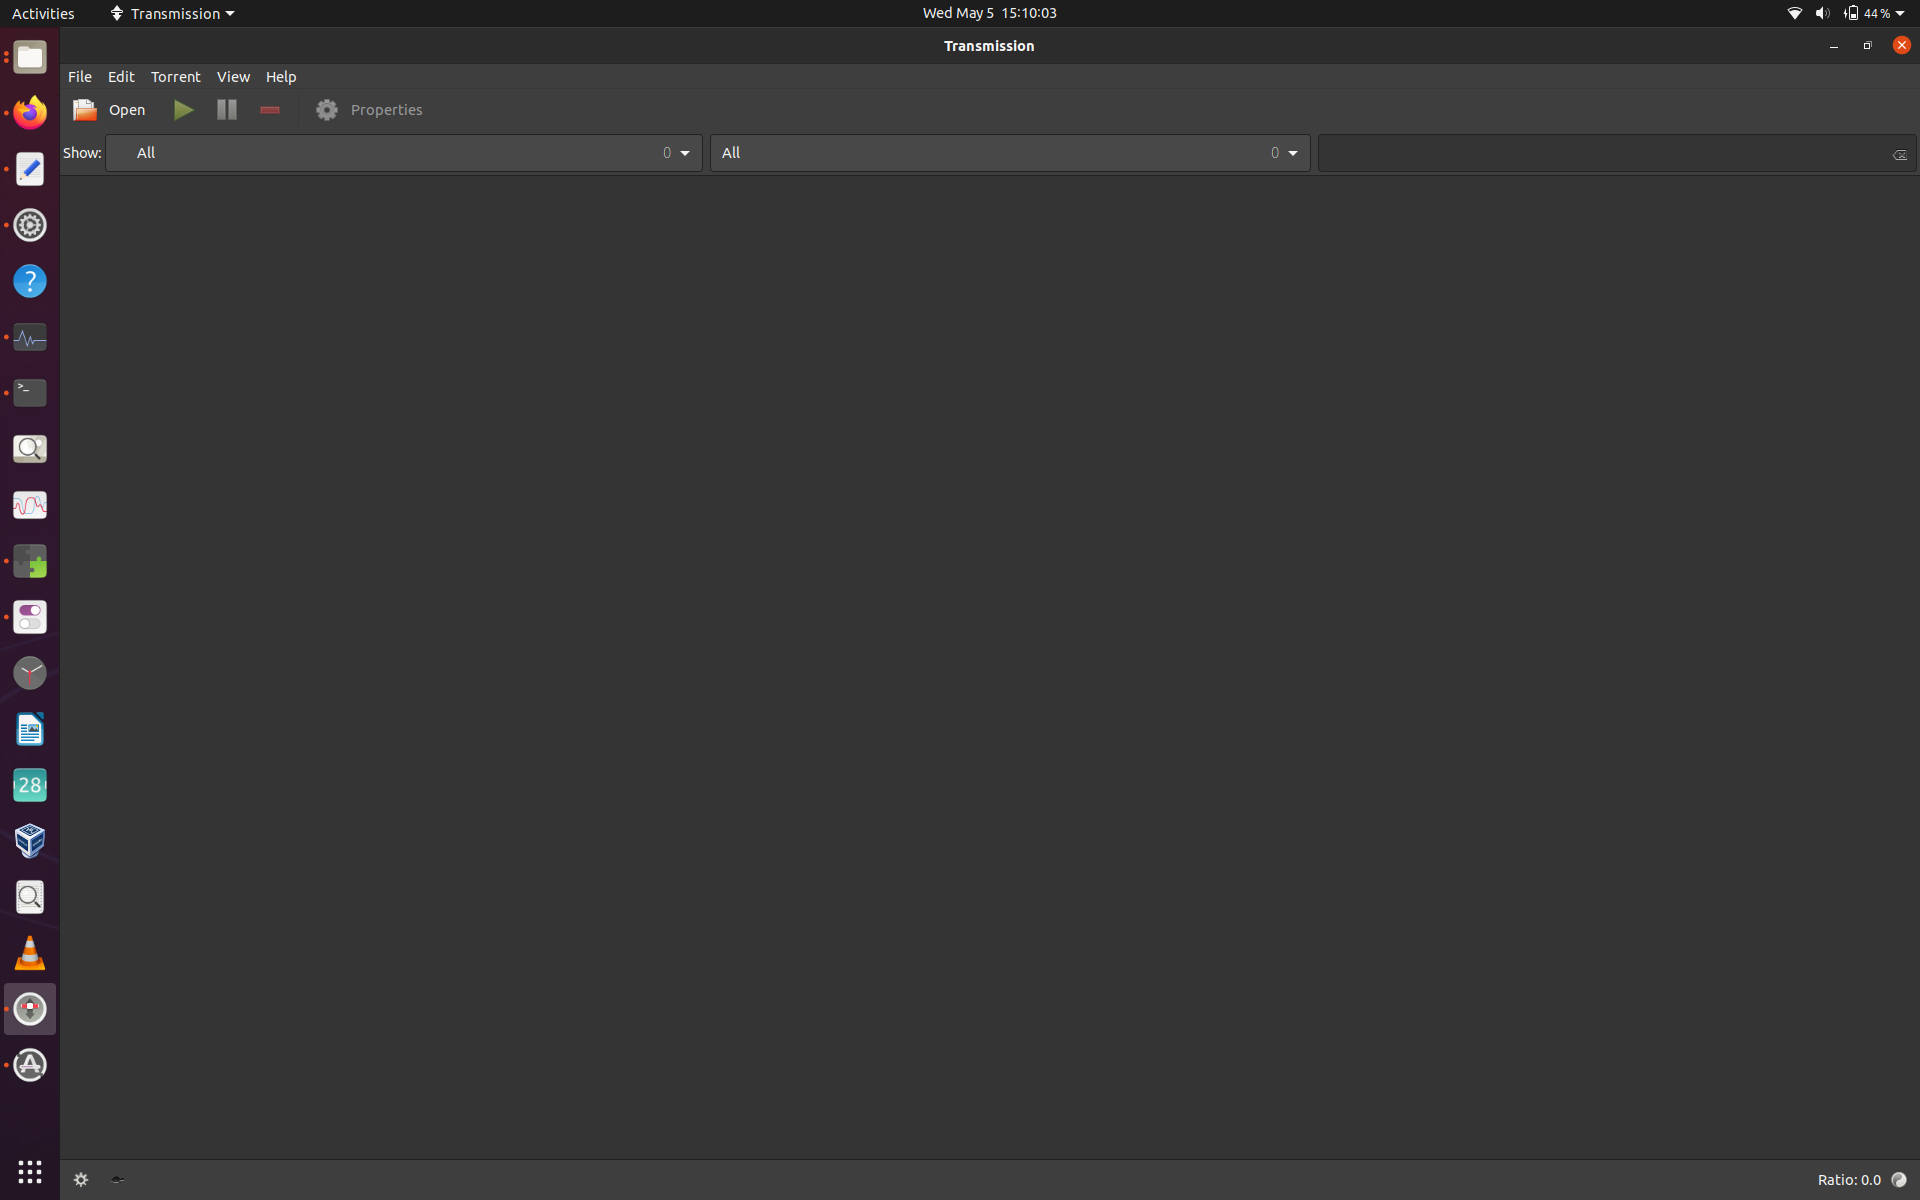 Activities Transmission Wed May 5 15:10:03 44 %
Transmission
File Edit Torrent View Help
Open Properties
Show: All 0 All 0
?
>_
28
Ratio: 0.0